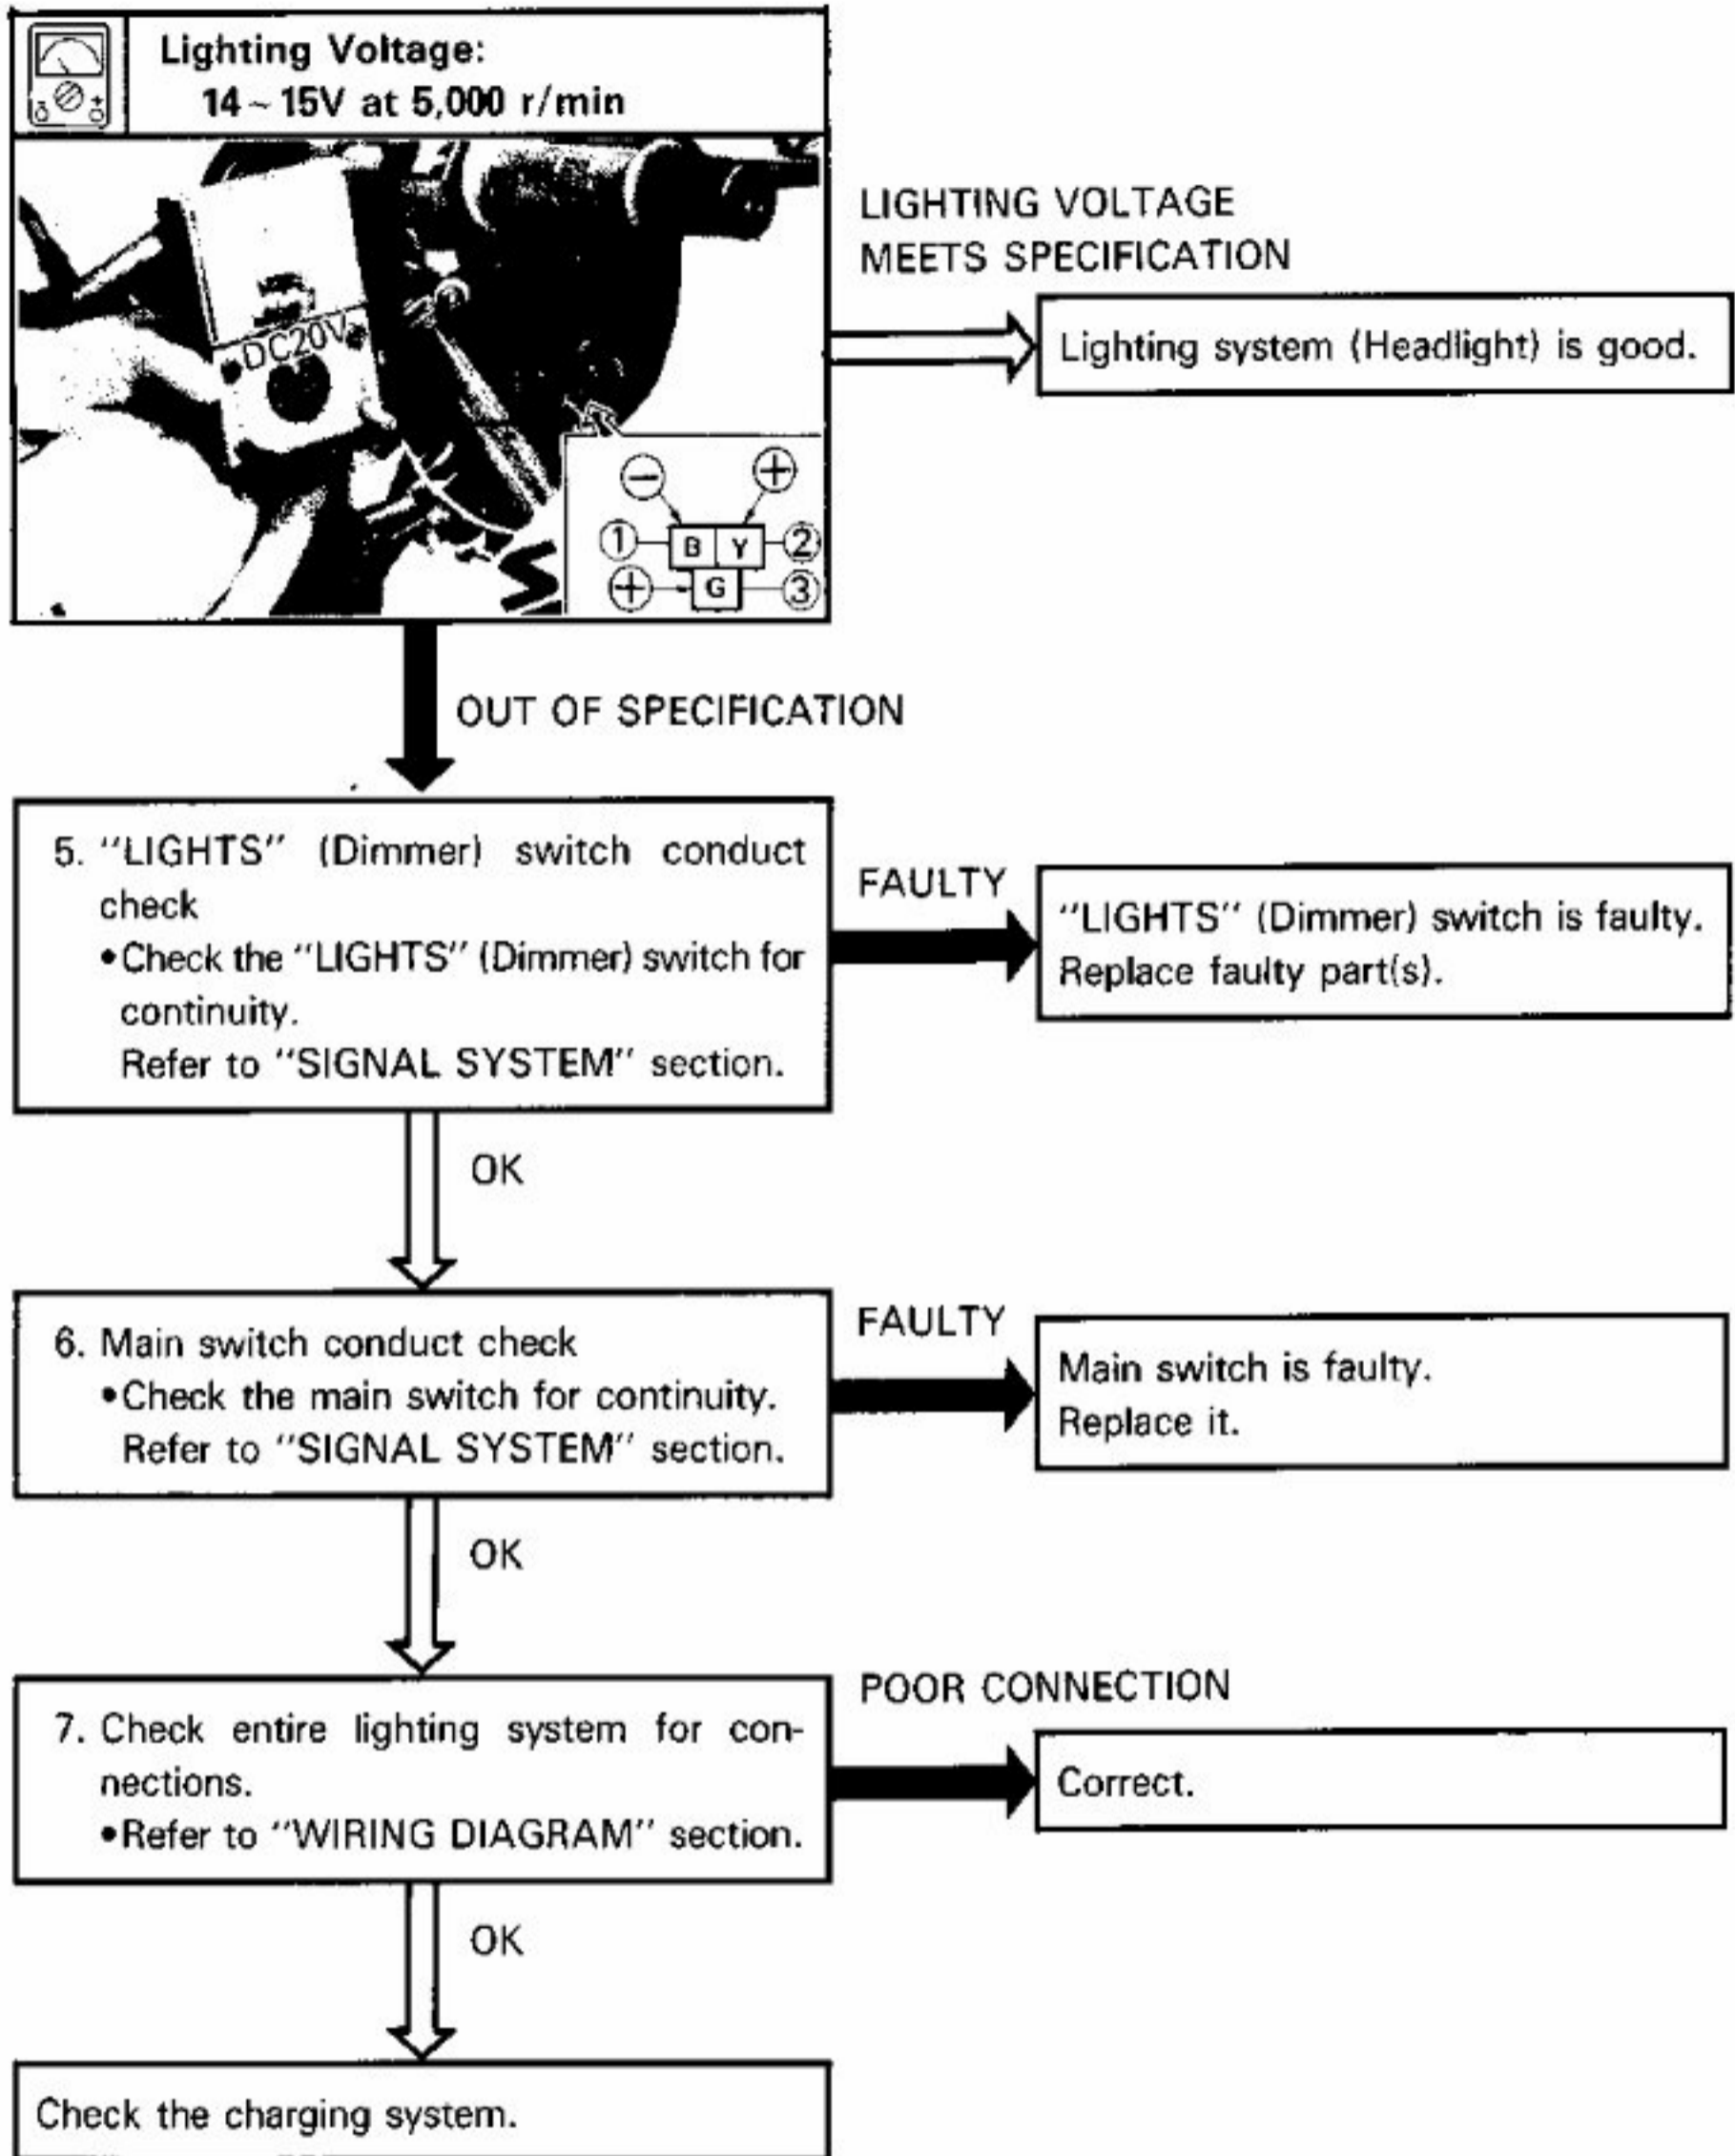 Lighting Voltage:
14~15V at 5,000 r/min
DC20V
− +
1 B Y 2
+ G 3
LIGHTING VOLTAGE
MEETS SPECIFICATION
Lighting system (Headlight) is good.
OUT OF SPECIFICATION
5. "LIGHTS" (Dimmer) switch conduct
check
•Check the "LIGHTS" (Dimmer) switch for
continuity.
Refer to "SIGNAL SYSTEM" section.
FAULTY
"LIGHTS" (Dimmer) switch is faulty.
Replace faulty part(s).
OK
6. Main switch conduct check
•Check the main switch for continuity.
Refer to "SIGNAL SYSTEM" section.
FAULTY
Main switch is faulty.
Replace it.
OK
7. Check entire lighting system for con-
nections.
•Refer to "WIRING DIAGRAM" section.
POOR CONNECTION
Correct.
OK
Check the charging system.